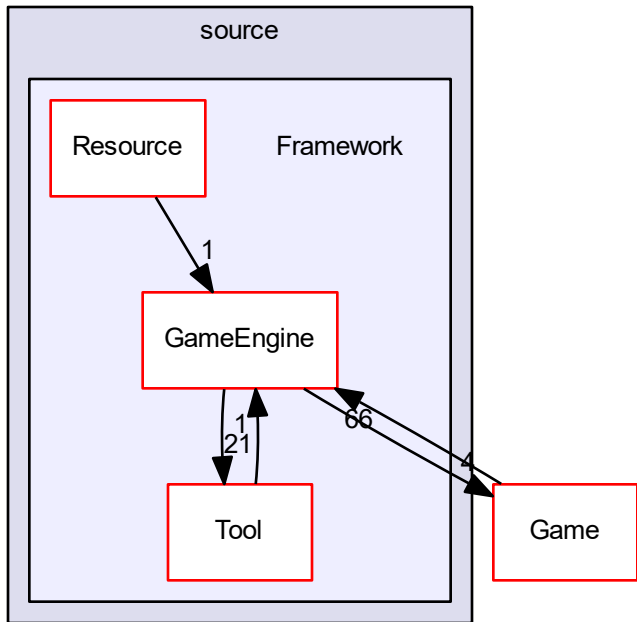 source
Resource
Framework
1
GameEngine
1
21
66
4
Tool
Game